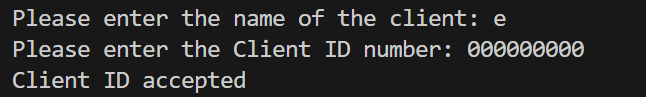 Please enter the name of the client: e
Please enter the Client ID number: 000000000
Client ID accepted